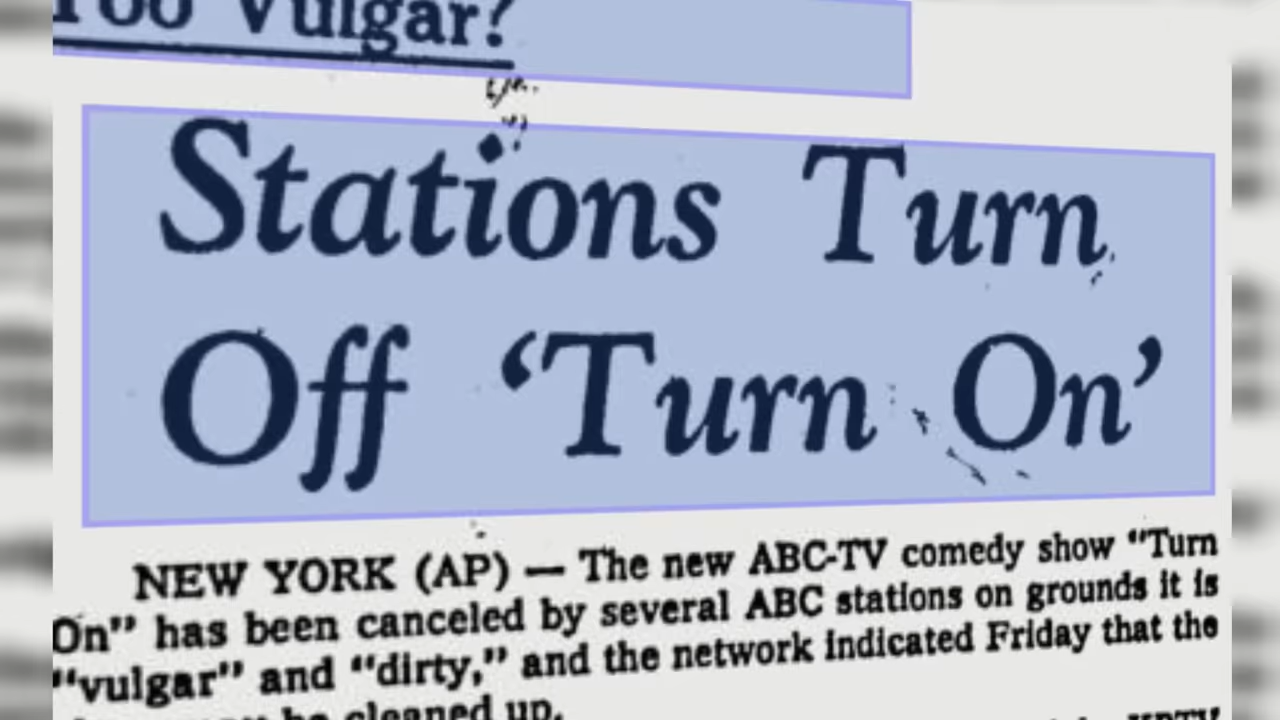 Too Vulgar?
Stations Turn
Off ‘Turn On’
NEW YORK (AP) — The new ABC-TV comedy show “Turn
On” has been canceled by several ABC stations on grounds it is
“vulgar” and “dirty,” and the network indicated Friday that the
be cleaned up.
KPTV